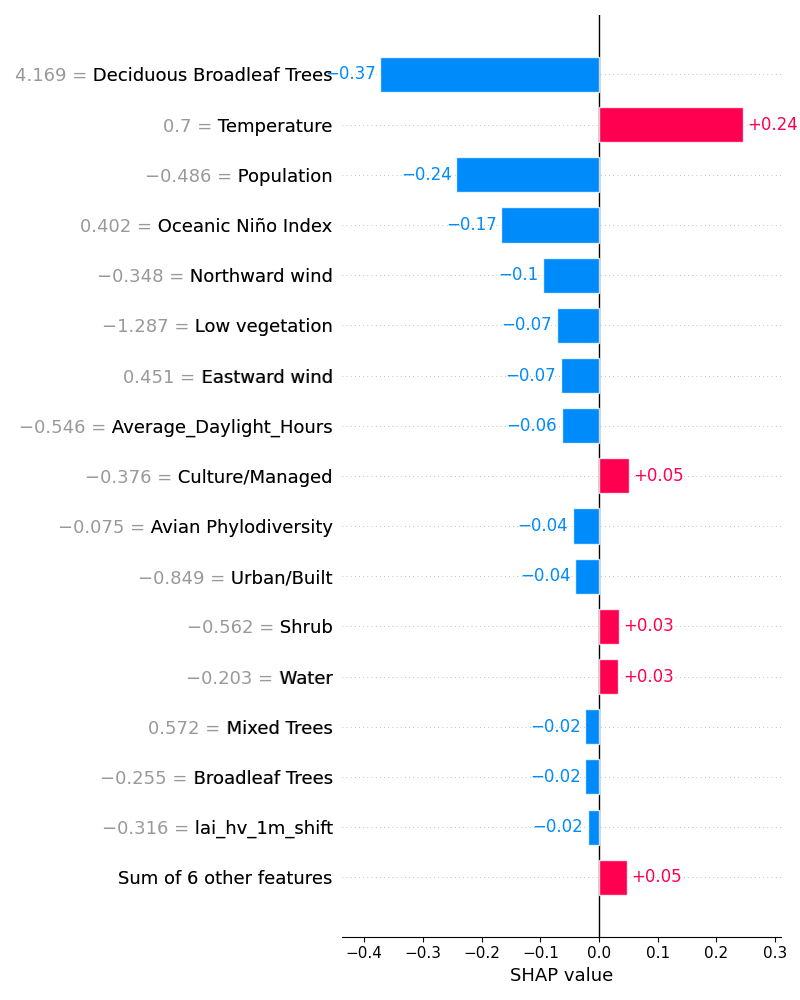 4.169 = Deciduous Broadleaf Trees −0.37
0.7 = Temperature +0.24
−0.486 = Population −0.24
0.402 = Oceanic Niño Index −0.17
−0.348 = Northward wind −0.1
−1.287 = Low vegetation −0.07
0.451 = Eastward wind −0.07
−0.546 = Average_Daylight_Hours −0.06
−0.376 = Culture/Managed +0.05
−0.075 = Avian Phylodiversity −0.04
−0.849 = Urban/Built −0.04
−0.562 = Shrub +0.03
−0.203 = Water +0.03
0.572 = Mixed Trees −0.02
−0.255 = Broadleaf Trees −0.02
−0.316 = lai_hv_1m_shift −0.02
Sum of 6 other features +0.05
−0.4 −0.3 −0.2 −0.1 0.0 0.1 0.2 0.3
SHAP value